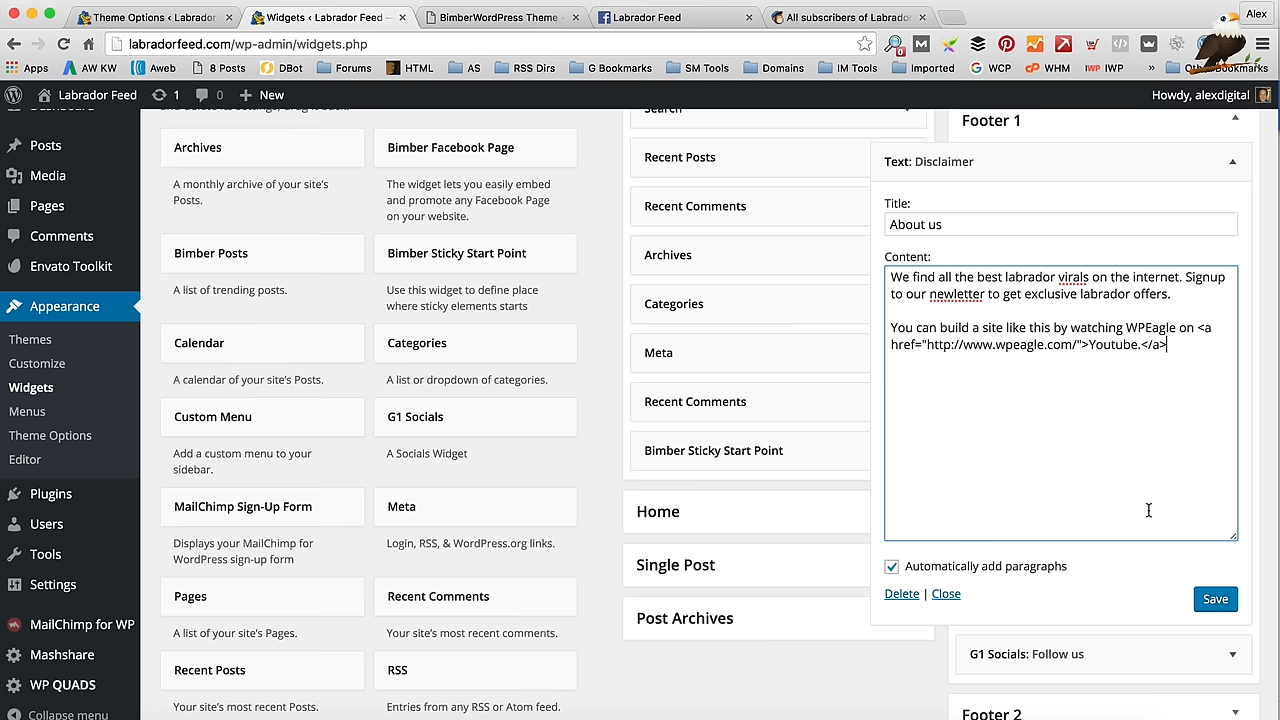 Theme Options ‹ Labrador
Widgets ‹ Labrador Feed —
BimberWordPress Theme -
Labrador Feed
All subscribers of Labrador
Alex
labradorfeed.com/wp-admin/widgets.php
Apps
AW KW
Aweb
8 Posts
DBot
Forums
HTML
AS
RSS Dirs
G Bookmarks
SM Tools
Domains
IM Tools
Imported
WCP
WHM
IWP
»
Labrador Feed
1
0
New
Howdy, alexdigital
Posts
Media
Pages
Comments
Envato Toolkit
Appearance
Themes
Customize
Widgets
Menus
Theme Options
Editor
Plugins
Users
Tools
Settings
MailChimp for WP
Mashshare
WP QUADS
Collapse menu
Archives
A monthly archive of your site's
Posts.
Bimber Facebook Page
The widget lets you easily embed
and promote any Facebook Page
on your website.
Bimber Posts
A list of trending posts.
Bimber Sticky Start Point
Use this widget to define place
where sticky elements starts
Calendar
A calendar of your site's Posts.
Categories
A list or dropdown of categories.
Custom Menu
Add a custom menu to your
sidebar.
G1 Socials
A Socials Widget
MailChimp Sign-Up Form
Displays your MailChimp for
WordPress sign-up form
Meta
Login, RSS, & WordPress.org links.
Pages
A list of your site's Pages.
Recent Comments
Your site's most recent comments.
Recent Posts
Your site's most recent Posts.
RSS
Entries from any RSS or Atom feed.
Search
Recent Posts
Recent Comments
Archives
Categories
Meta
Recent Comments
Bimber Sticky Start Point
Home
Single Post
Post Archives
Footer 1
Text: Disclaimer
Title:
About us
Content:
We find all the best labrador virals on the internet. Signup
to our newletter to get exclusive labrador offers.
You can build a site like this by watching WPEagle on <a
href="http://www.wpeagle.com/">Youtube.</a>
Automatically add paragraphs
Delete | Close
Save
G1 Socials: Follow us
Footer 2